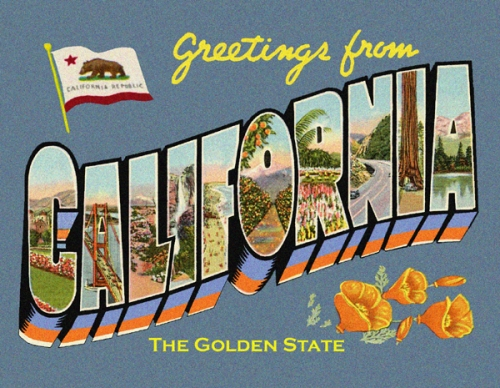 Greetings from
CALIFORNIA REPUBLIC
CALIFORNIA
THE GOLDEN STATE